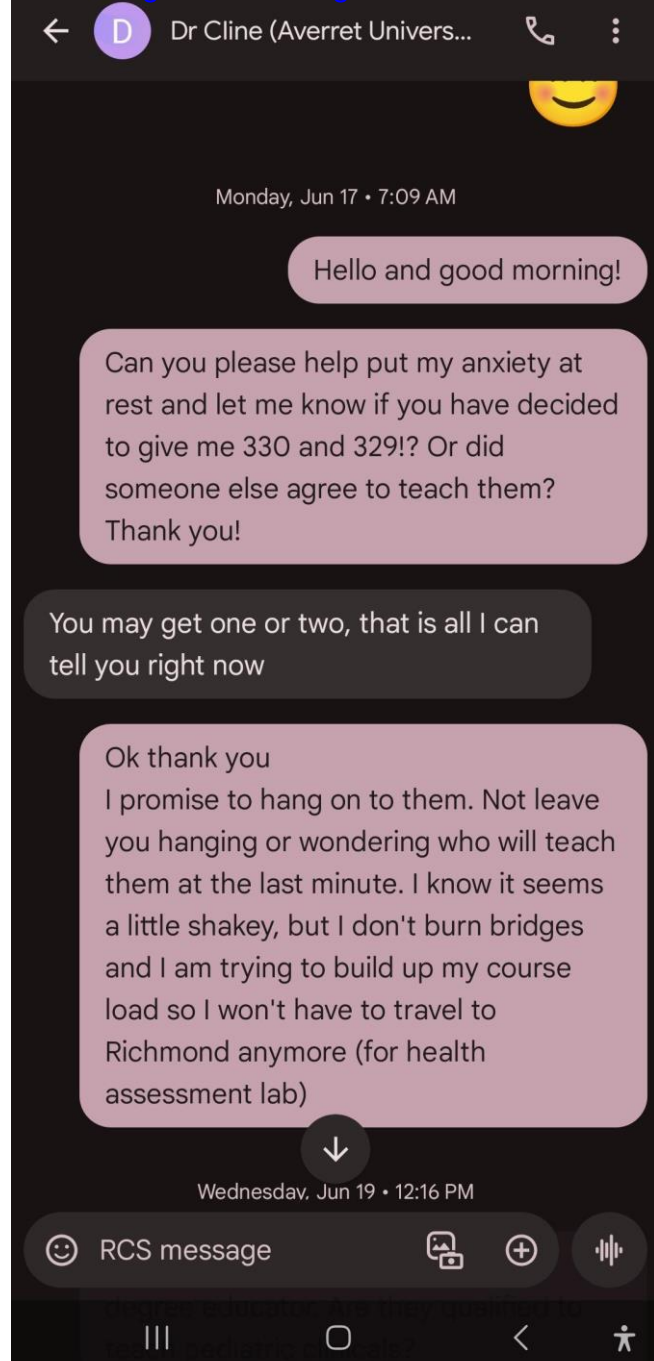 D
Dr Cline (Averret Univers...
Monday, Jun 17 • 7:09 AM
Hello and good morning!
Can you please help put my anxiety at
rest and let me know if you have decided
to give me 330 and 329!? Or did
someone else agree to teach them?
Thank you!
You may get one or two, that is all I can
tell you right now
Ok thank you
I promise to hang on to them. Not leave
you hanging or wondering who will teach
them at the last minute. I know it seems
a little shakey, but I don't burn bridges
and I am trying to build up my course
load so I won't have to travel to
Richmond anymore (for health
assessment lab)
Wednesday, Jun 19 • 12:16 PM
RCS message
degree educator. Are they qualified to